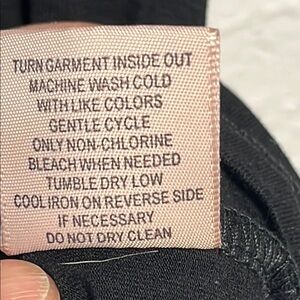 TURN GARMENT INSIDE OUT
MACHINE WASH COLD
WITH LIKE COLORS
GENTLE CYCLE
ONLY NON-CHLORINE
BLEACH WHEN NEEDED
TUMBLE DRY LOW
COOL IRON ON REVERSE SIDE
IF NECESSARY
DO NOT DRY CLEAN